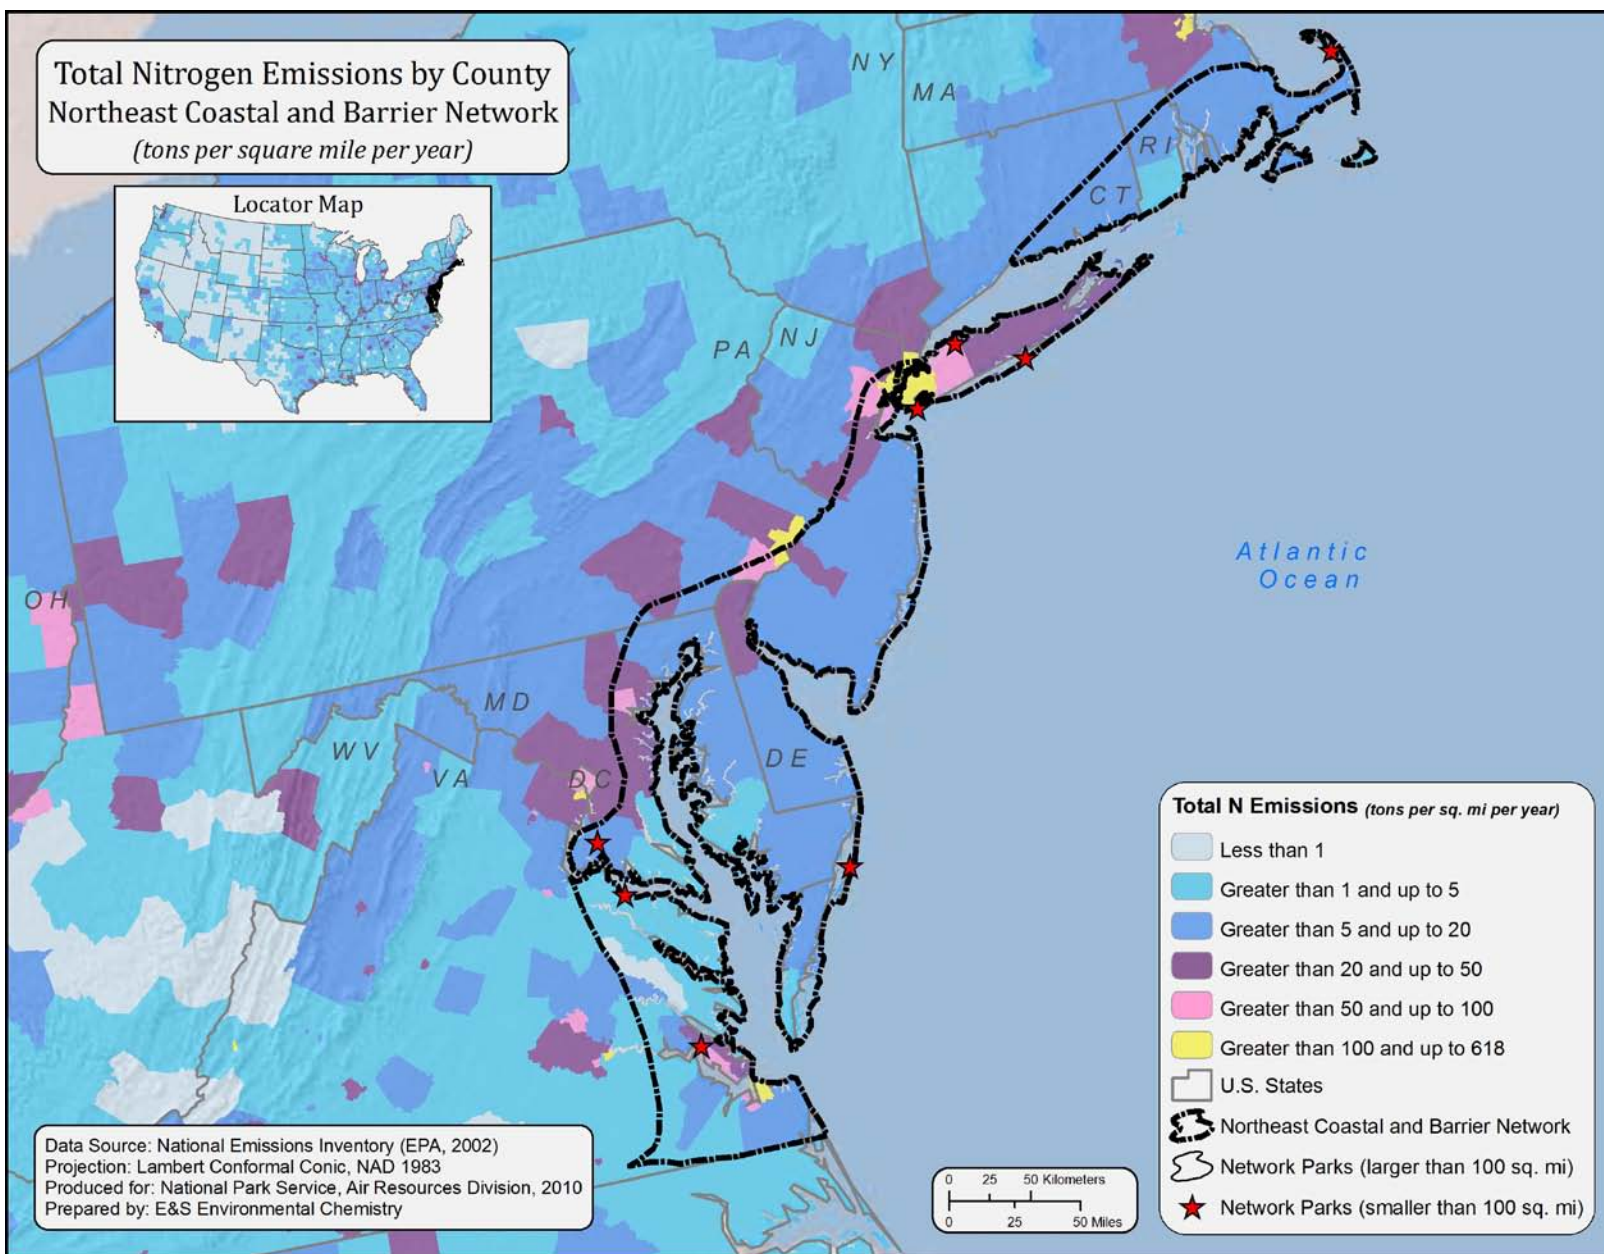 Total Nitrogen Emissions by County
Northeast Coastal and Barrier Network
(tons per square mile per year)
Locator Map
NY
MA
RI
CT
PA
NJ
OH
MD
WV
VA
DC
DE
Atlantic
Ocean
Total N Emissions (tons per sq. mi per year)
Less than 1
Greater than 1 and up to 5
Greater than 5 and up to 20
Greater than 20 and up to 50
Greater than 50 and up to 100
Greater than 100 and up to 618
U.S. States
Northeast Coastal and Barrier Network
Network Parks (larger than 100 sq. mi)
Network Parks (smaller than 100 sq. mi)
Data Source: National Emissions Inventory (EPA, 2002)
Projection: Lambert Conformal Conic, NAD 1983
Produced for: National Park Service, Air Resources Division, 2010
Prepared by: E&S Environmental Chemistry
0 25 50 Kilometers
0 25 50 Miles